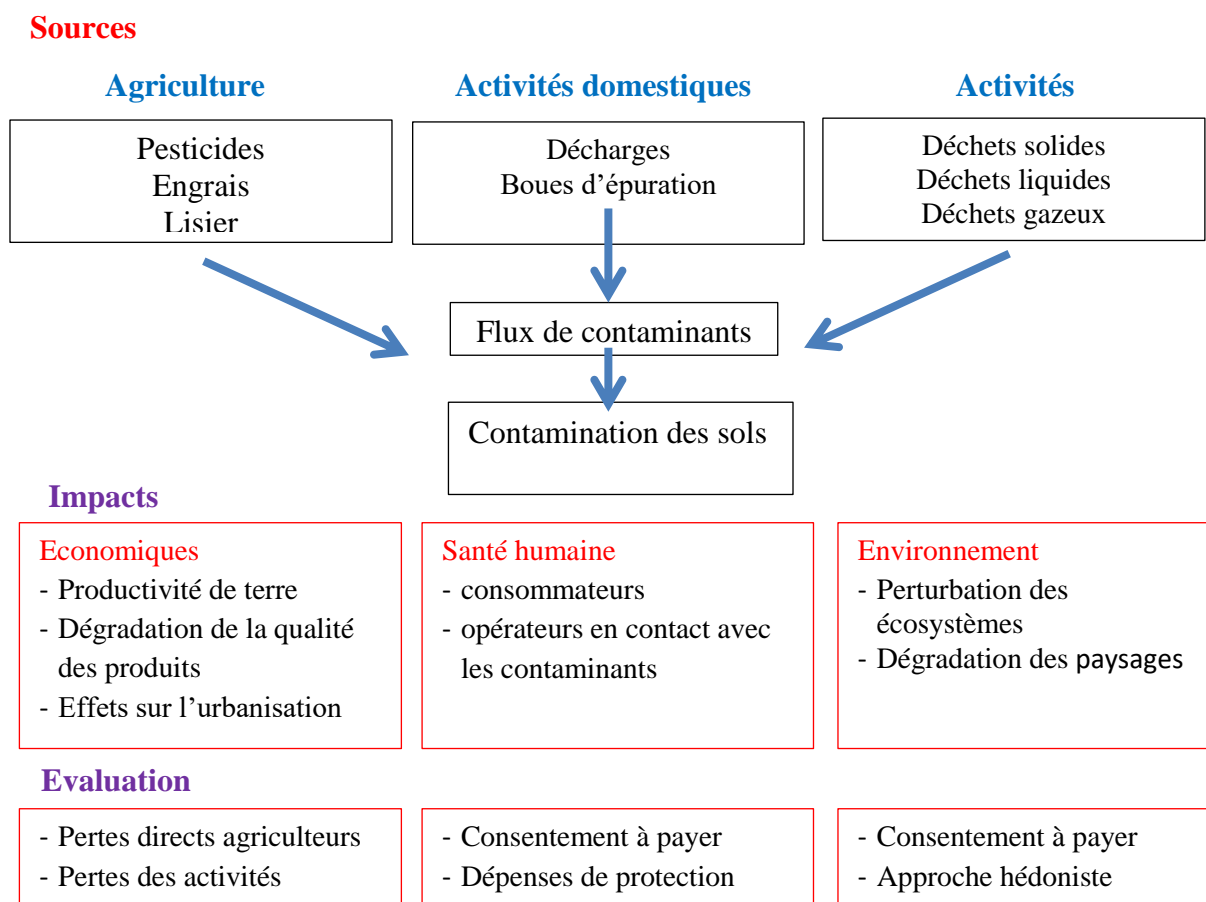 Sources
Agriculture
Activités domestiques
Activités
Pesticides
Engrais
Lisier
Décharges
Boues d’épuration
Déchets solides
Déchets liquides
Déchets gazeux
Flux de contaminants
Contamination des sols
Impacts
Economiques
- Productivité de terre
- Dégradation de la qualité
des produits
- Effets sur l’urbanisation
Santé humaine
- consommateurs
- opérateurs en contact avec
les contaminants
Environnement
- Perturbation des
écosystèmes
- Dégradation des paysages
Evaluation
- Pertes directs agriculteurs
- Pertes des activités
- Consentement à payer
- Dépenses de protection
- Consentement à payer
- Approche hédoniste